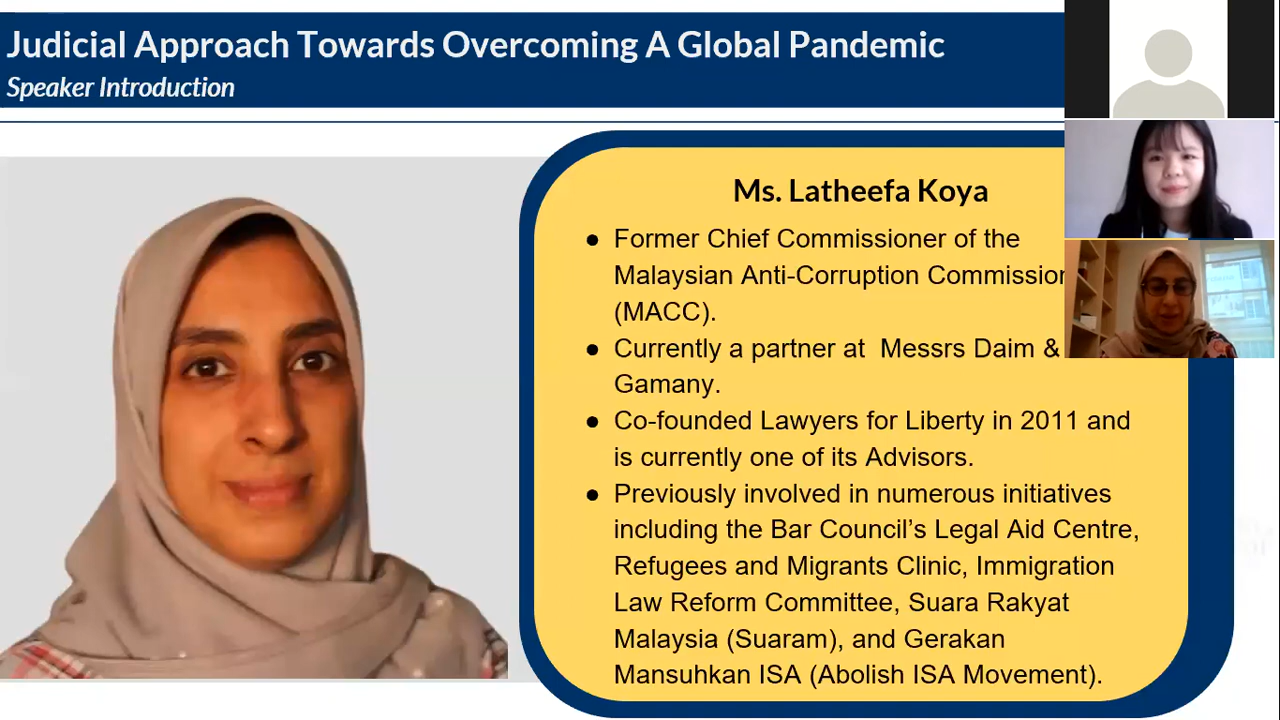 Judicial Approach Towards Overcoming A Global Pandemic
Speaker Introduction
Ms. Latheefa Koya
● Former Chief Commissioner of the
Malaysian Anti-Corruption Commission
(MACC).
● Currently a partner at Messrs Daim &
Gamany.
● Co-founded Lawyers for Liberty in 2011 and
is currently one of its Advisors.
● Previously involved in numerous initiatives
including the Bar Council’s Legal Aid Centre,
Refugees and Migrants Clinic, Immigration
Law Reform Committee, Suara Rakyat
Malaysia (Suaram), and Gerakan
Mansuhkan ISA (Abolish ISA Movement).